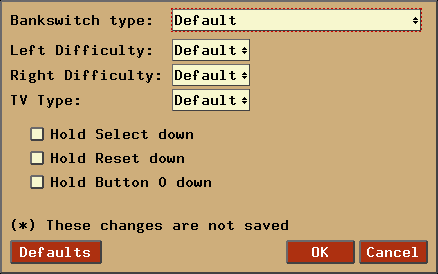 Bankswitch type: Default
Left Difficulty: Default
Right Difficulty: Default
TV Type: Default
Hold Select down
Hold Reset down
Hold Button 0 down
(*) These changes are not saved
Defaults OK Cancel